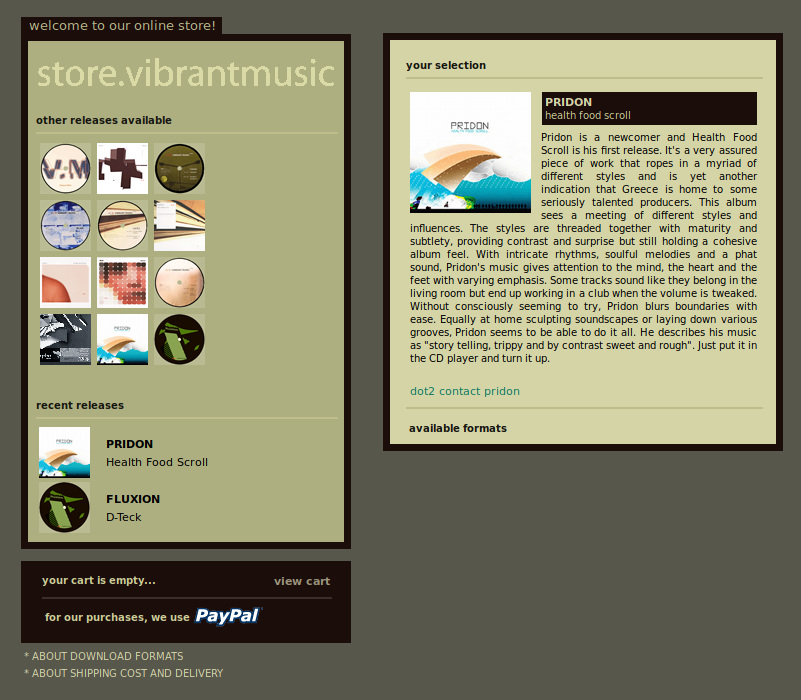 welcome to our online store!
store.vibrantmusic
other releases available
V:M
recent releases
PRIDON
Health Food Scroll
FLUXION
D-Teck
your cart is empty...
view cart
for our purchases, we use PayPal
* ABOUT DOWNLOAD FORMATS
* ABOUT SHIPPING COST AND DELIVERY
your selection
PRIDON
HEALTH FOOD SCROLL
PRIDON
health food scroll
Pridon is a newcomer and Health Food
Scroll is his first release. It's a very assured
piece of work that ropes in a myriad of
different styles and is yet another
indication that Greece is home to some
seriously talented producers. This album
sees a meeting of different styles and
influences. The styles are threaded together with maturity and
subtlety, providing contrast and surprise but still holding a cohesive
album feel. With intricate rhythms, soulful melodies and a phat
sound, Pridon's music gives attention to the mind, the heart and the
feet with varying emphasis. Some tracks sound like they belong in the
living room but end up working in a club when the volume is tweaked.
Without consciously seeming to try, Pridon blurs boundaries with
ease. Equally at home sculpting soundscapes or laying down various
grooves, Pridon seems to be able to do it all. He describes his music
as "story telling, trippy and by contrast sweet and rough". Just put it in
the CD player and turn it up.
dot2 contact pridon
available formats